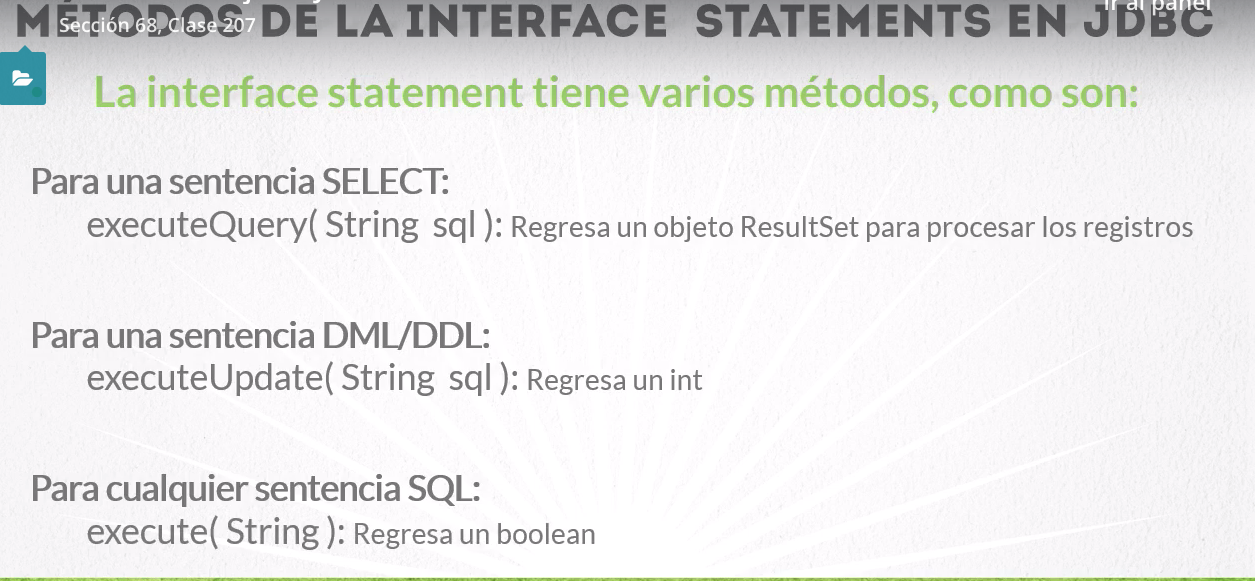 MÉTODOS DE LA INTERFACE STATEMENTS EN JDBC
Ir al panel
Sección 68, Clase 207
La interface statement tiene varios métodos, como son:
Para una sentencia SELECT:
executeQuery( String sql ): Regresa un objeto ResultSet para procesar los registros
Para una sentencia DML/DDL:
executeUpdate( String sql ): Regresa un int
Para cualquier sentencia SQL:
execute( String ): Regresa un boolean